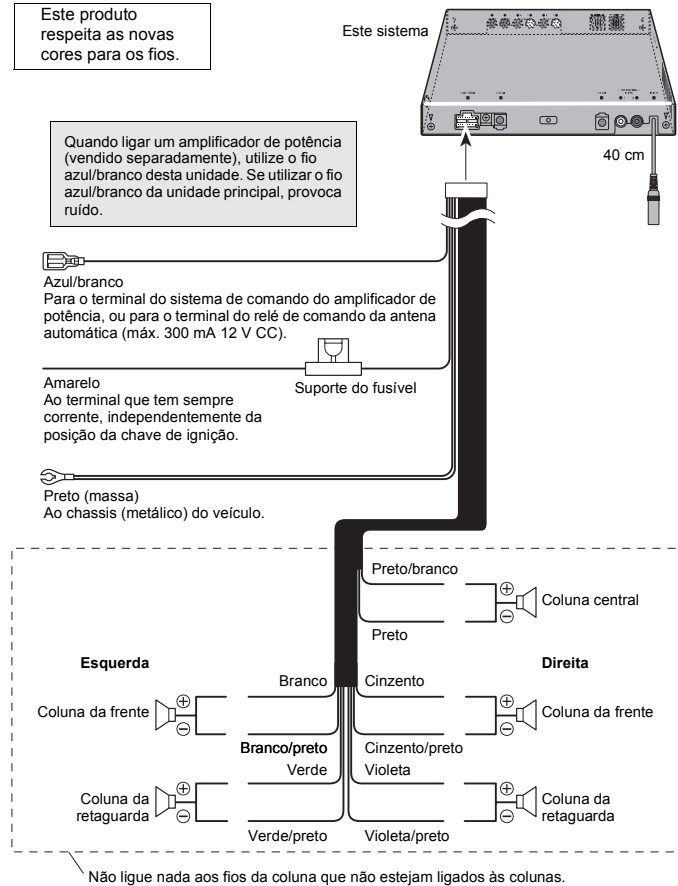 Este produto
respeita as novas
cores para os fios.
Este sistema
Quando ligar um amplificador de potência
(vendido separadamente), utilize o fio
azul/branco desta unidade. Se utilizar o fio
azul/branco da unidade principal, provoca
ruído.
40 cm
Azul/branco
Para o terminal do sistema de comando do amplificador de
potência, ou para o terminal do relé de comando da antena
automática (máx. 300 mA 12 V CC).
Amarelo
Ao terminal que tem sempre
corrente, independentemente da
posição da chave de ignição.
Suporte do fusível
Preto (massa)
Ao chassis (metálico) do veículo.
Preto/branco
Coluna central
Preto
Esquerda
Direita
Branco
Cinzento
Coluna da frente
Coluna da frente
Branco/preto
Cinzento/preto
Verde
Violeta
Coluna da
retaguarda
Coluna da
retaguarda
Verde/preto
Violeta/preto
Não ligue nada aos fios da coluna que não estejam ligados às colunas.